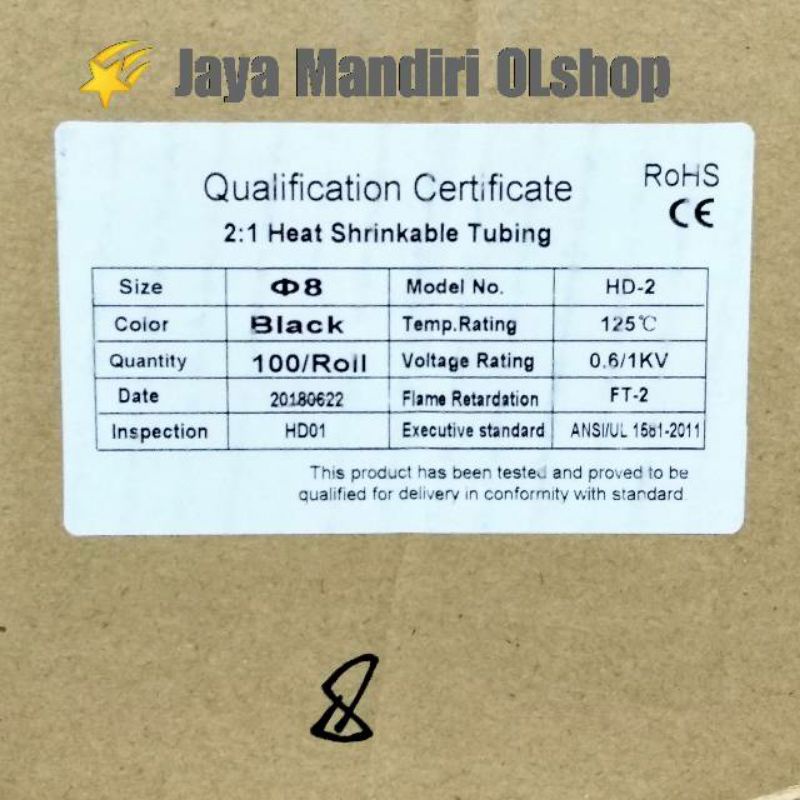 Jaya Mandiri OLshop
Qualification Certificate
RoHS
CE
2:1 Heat Shrinkable Tubing
Size Φ8 Model No. HD-2
Color Black Temp.Rating 125℃
Quantity 100/Roll Voltage Rating 0.6/1KV
Date 20180622 Flame Retardation FT-2
Inspection HD01 Executive standard ANSI/UL 1581-2011
This product has been tested and proved to be
qualified for delivery in conformity with standard
8